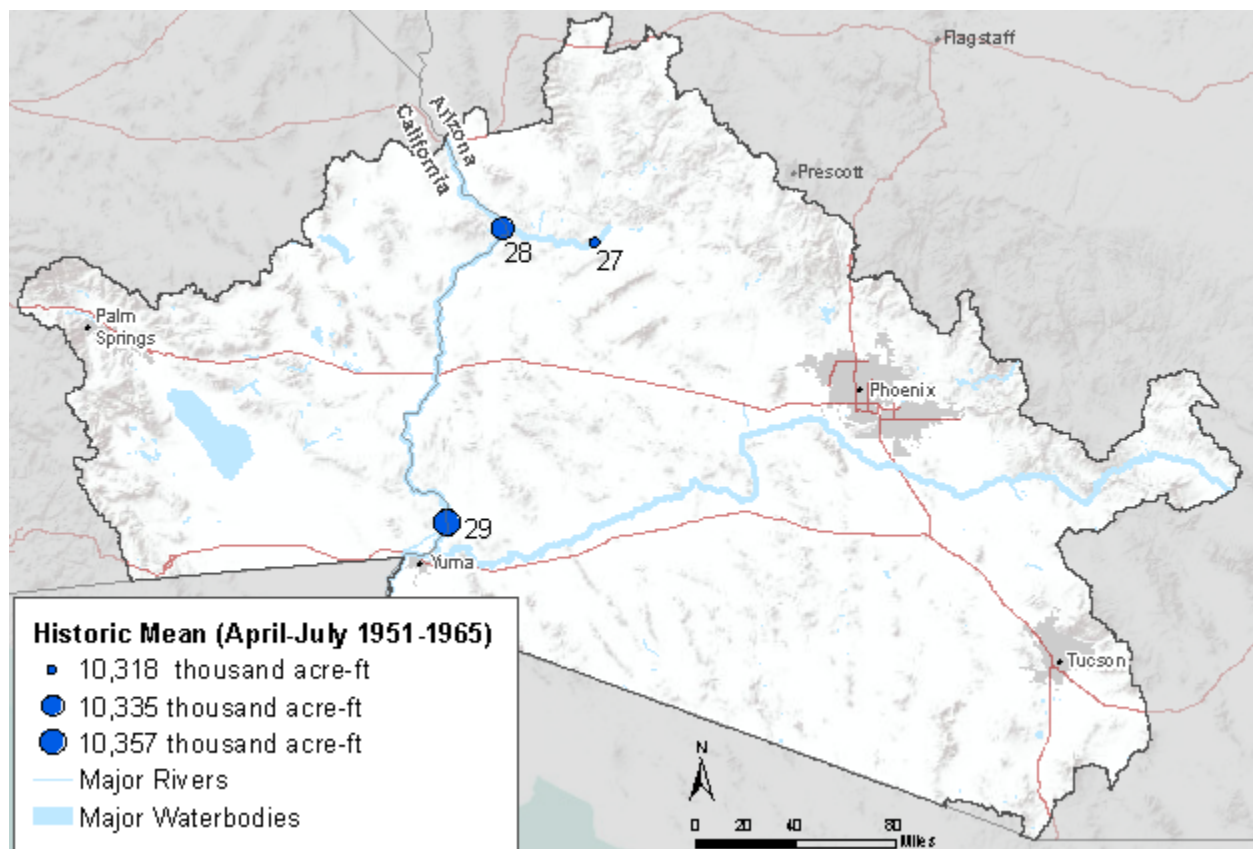 Flagstaff
Arizona
California
Prescott
28
27
Palm
Springs
Phoenix
29
Yuma
Tucson
Historic Mean (April-July 1951-1965)
10,318 thousand acre-ft
10,335 thousand acre-ft
10,357 thousand acre-ft
Major Rivers
Major Waterbodies
N
0 20 40 80
Miles